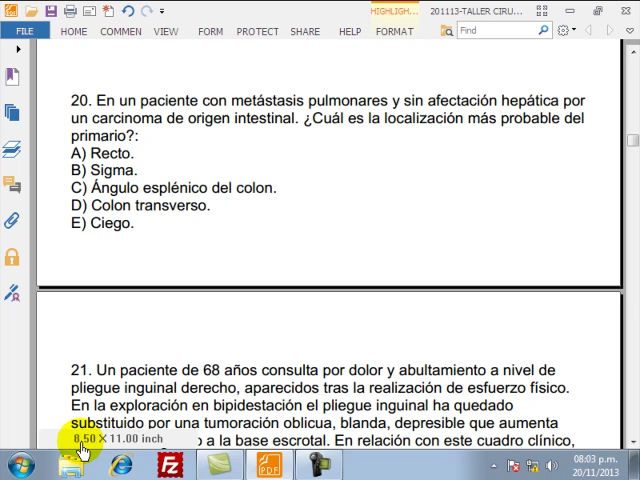 HIGHLIGH...
201113-TALLER CIRU...
FILE
HOME
COMMEN
VIEW
FORM
PROTECT
SHARE
HELP
FORMAT
Find
20. En un paciente con metástasis pulmonares y sin afectación hepática por
un carcinoma de origen intestinal. ¿Cuál es la localización más probable del
primario?:
A) Recto.
B) Sigma.
C) Ángulo esplénico del colon.
D) Colon transverso.
E) Ciego.
21. Un paciente de 68 años consulta por dolor y abultamiento a nivel de
pliegue inguinal derecho, aparecidos tras la realización de esfuerzo físico.
En la exploración en bipidestación el pliegue inguinal ha quedado
substituido por una tumoración oblicua, blanda, depresible que aumenta
o a la base escrotal. En relación con este cuadro clínico,
8.50 X 11.00 inch
PDF
08:03 p.m.
20/11/2013